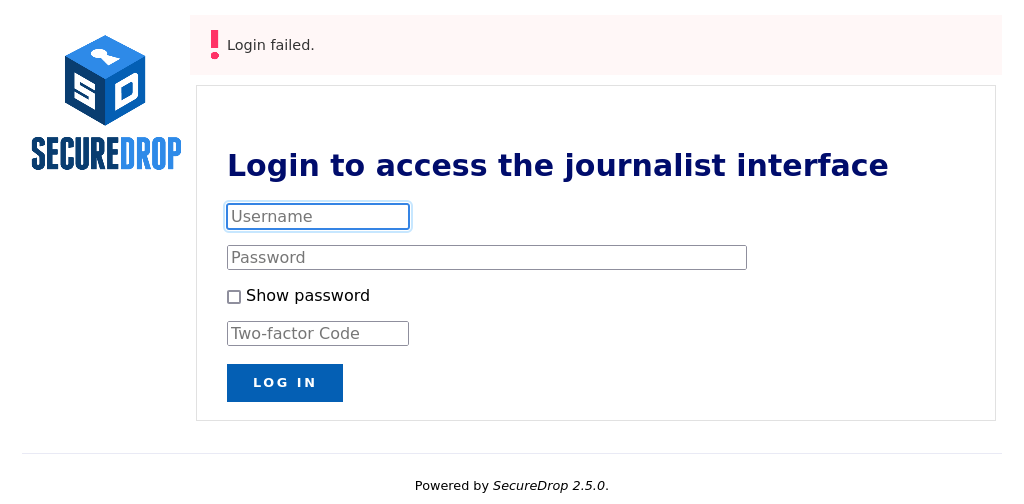 Login failed.
SD
SECUREDROP
Login to access the journalist interface
Username
Password
Show password
Two-factor Code
LOG IN
Powered by SecureDrop 2.5.0.